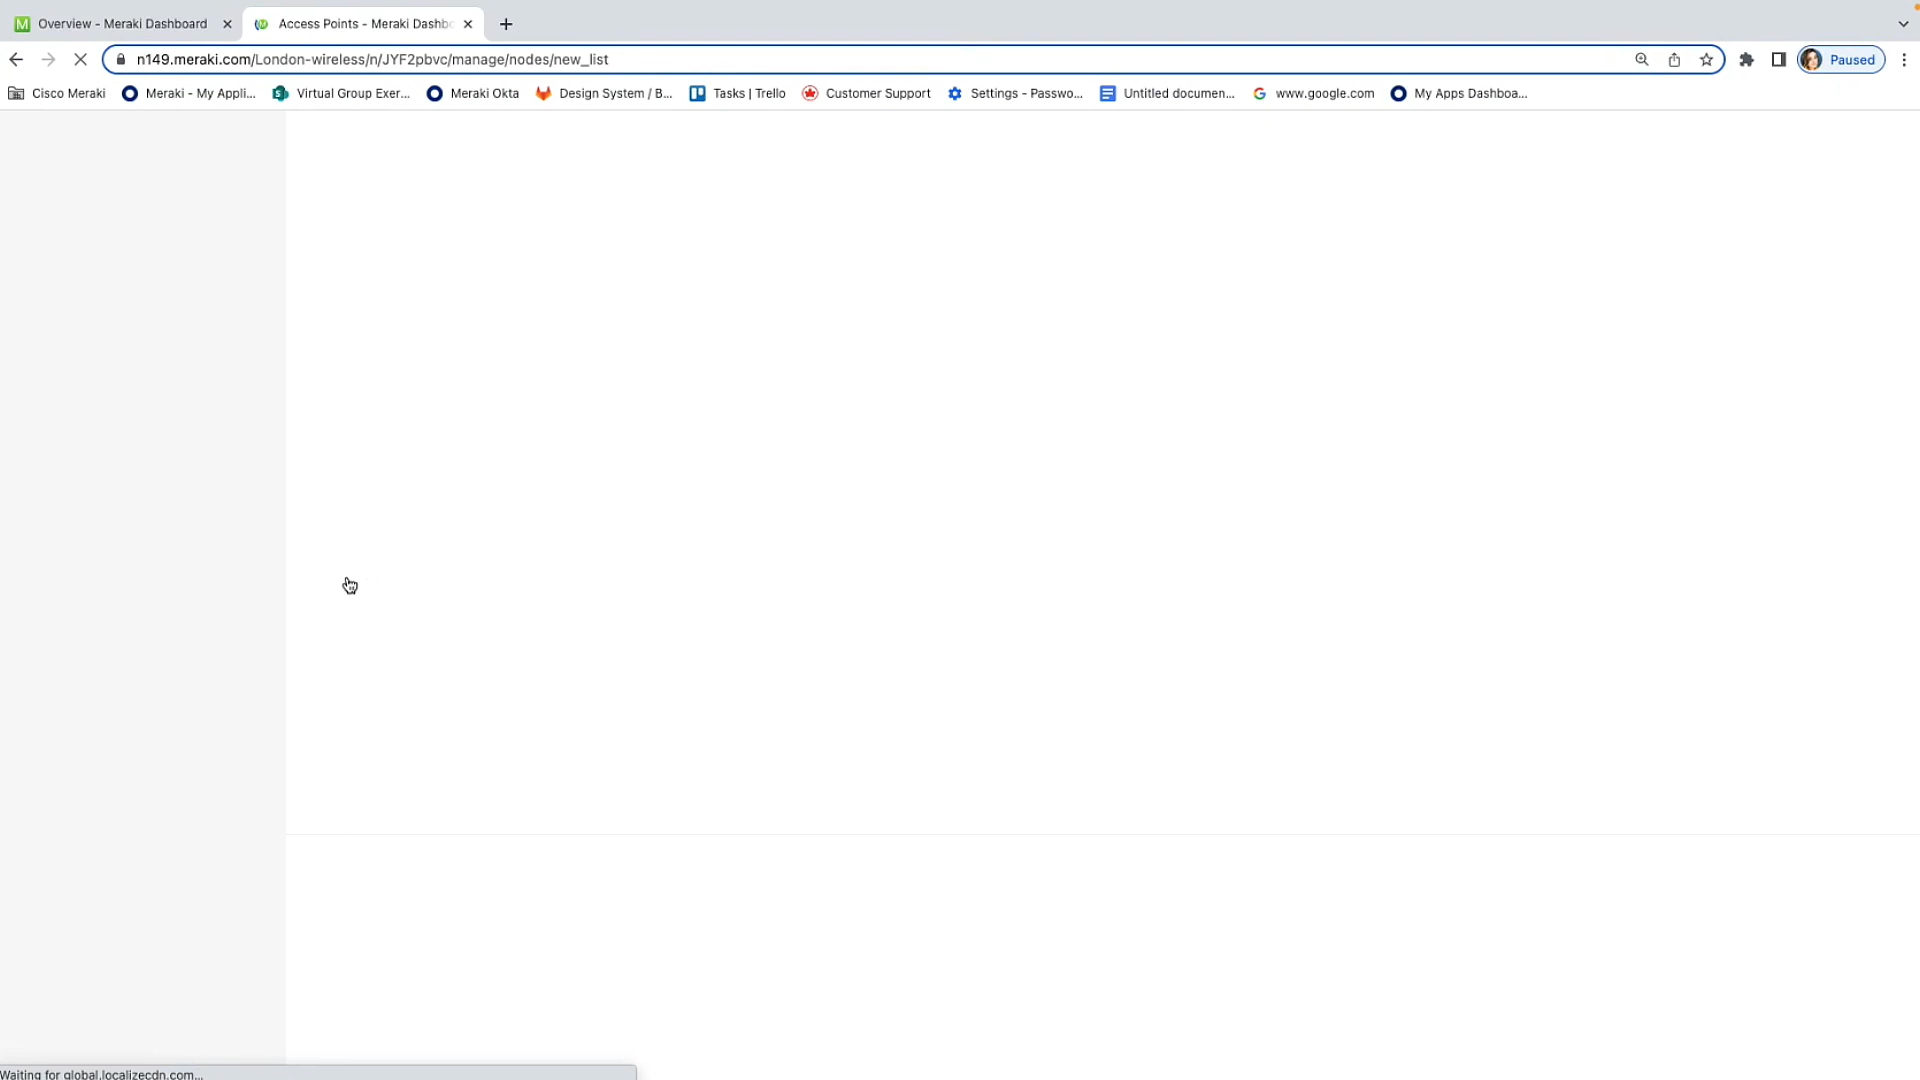 Overview - Meraki Dashboard
Access Points - Meraki Dashbo
n149.meraki.com/London-wireless/n/JYF2pbvc/manage/nodes/new_list
Paused
Cisco Meraki
Meraki - My Appli...
Virtual Group Exer...
Meraki Okta
Design System / B...
Tasks | Trello
Customer Support
Settings - Passwo...
Untitled documen...
www.google.com
My Apps Dashboa...
Waiting for global.localizecdn.com...